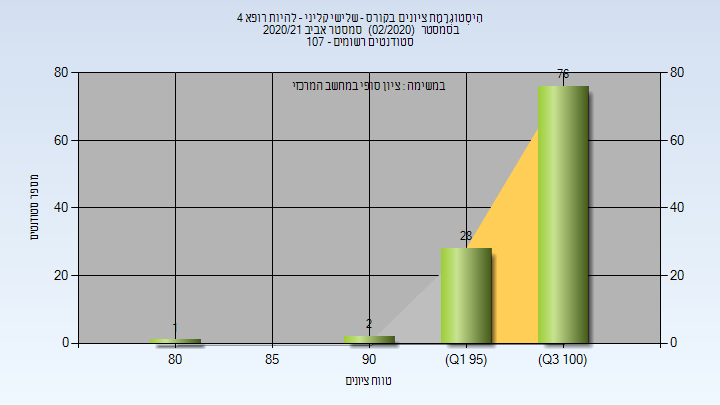 הִיסְטוֹגְרָמַת ציונים בקורס - שלישי קליני - להיות רופא 4
בסמסטר (02/2020) סמסטר אביב 2020/21
סטודנטים רשומים - 107
במשימה : ציון סופי במחשב המרכזי
80 80
60 60
40 40
20 20
0 0
מספר סטודנטים
1
2
28
76
80 85 90 (Q1 95) (Q3 100)
טווח ציונים